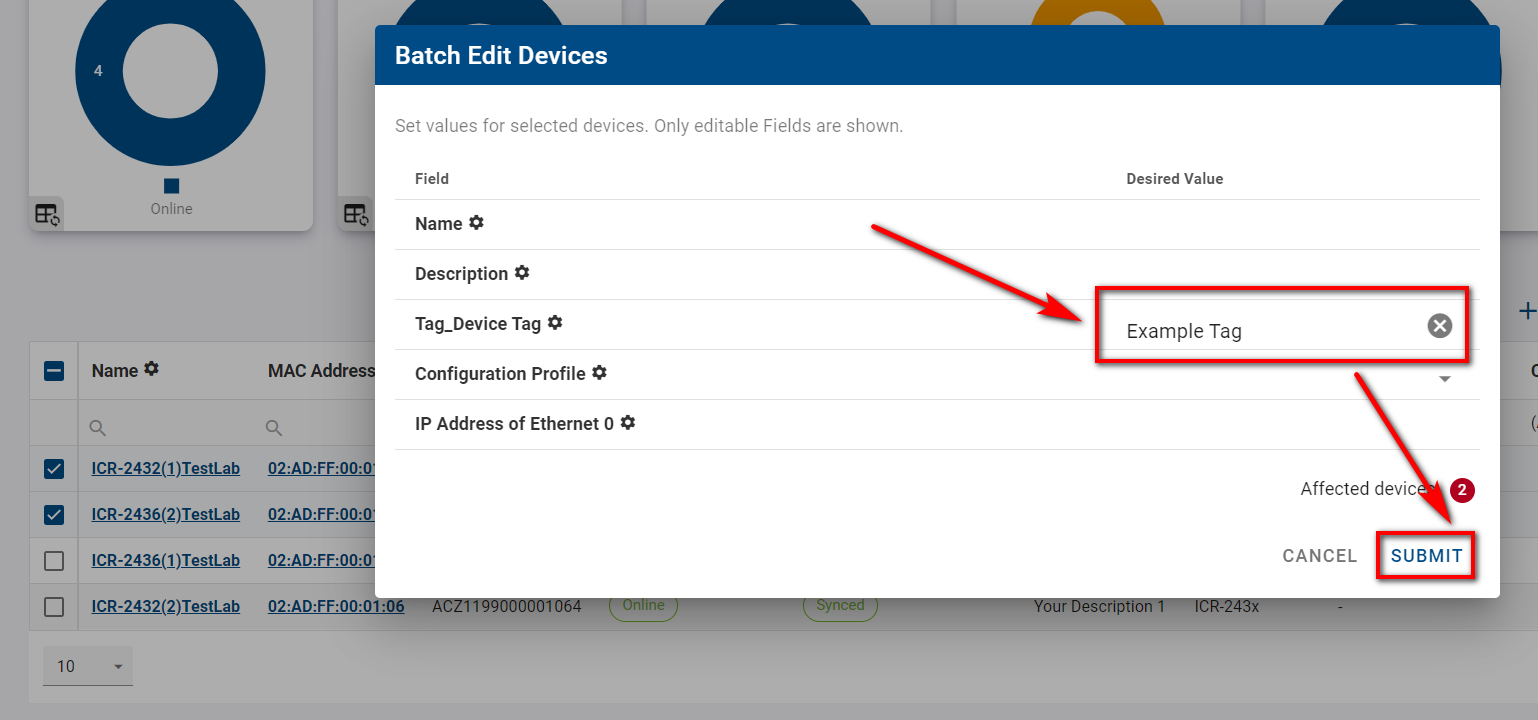 4
Online
Batch Edit Devices
Set values for selected devices. Only editable Fields are shown.
Field Desired Value
Name
Description
Tag_Device Tag Example Tag
Configuration Profile
IP Address of Ethernet 0
Affected devices 2
CANCEL SUBMIT
Name MAC Address
ICR-2432(1)TestLab 02:AD:FF:00:01
ICR-2436(2)TestLab 02:AD:FF:00:01
ICR-2436(1)TestLab 02:AD:FF:00:01
ICR-2432(2)TestLab 02:AD:FF:00:01:06 ACZ1199000001064 Online Synced Your Description 1 ICR-243x -
10